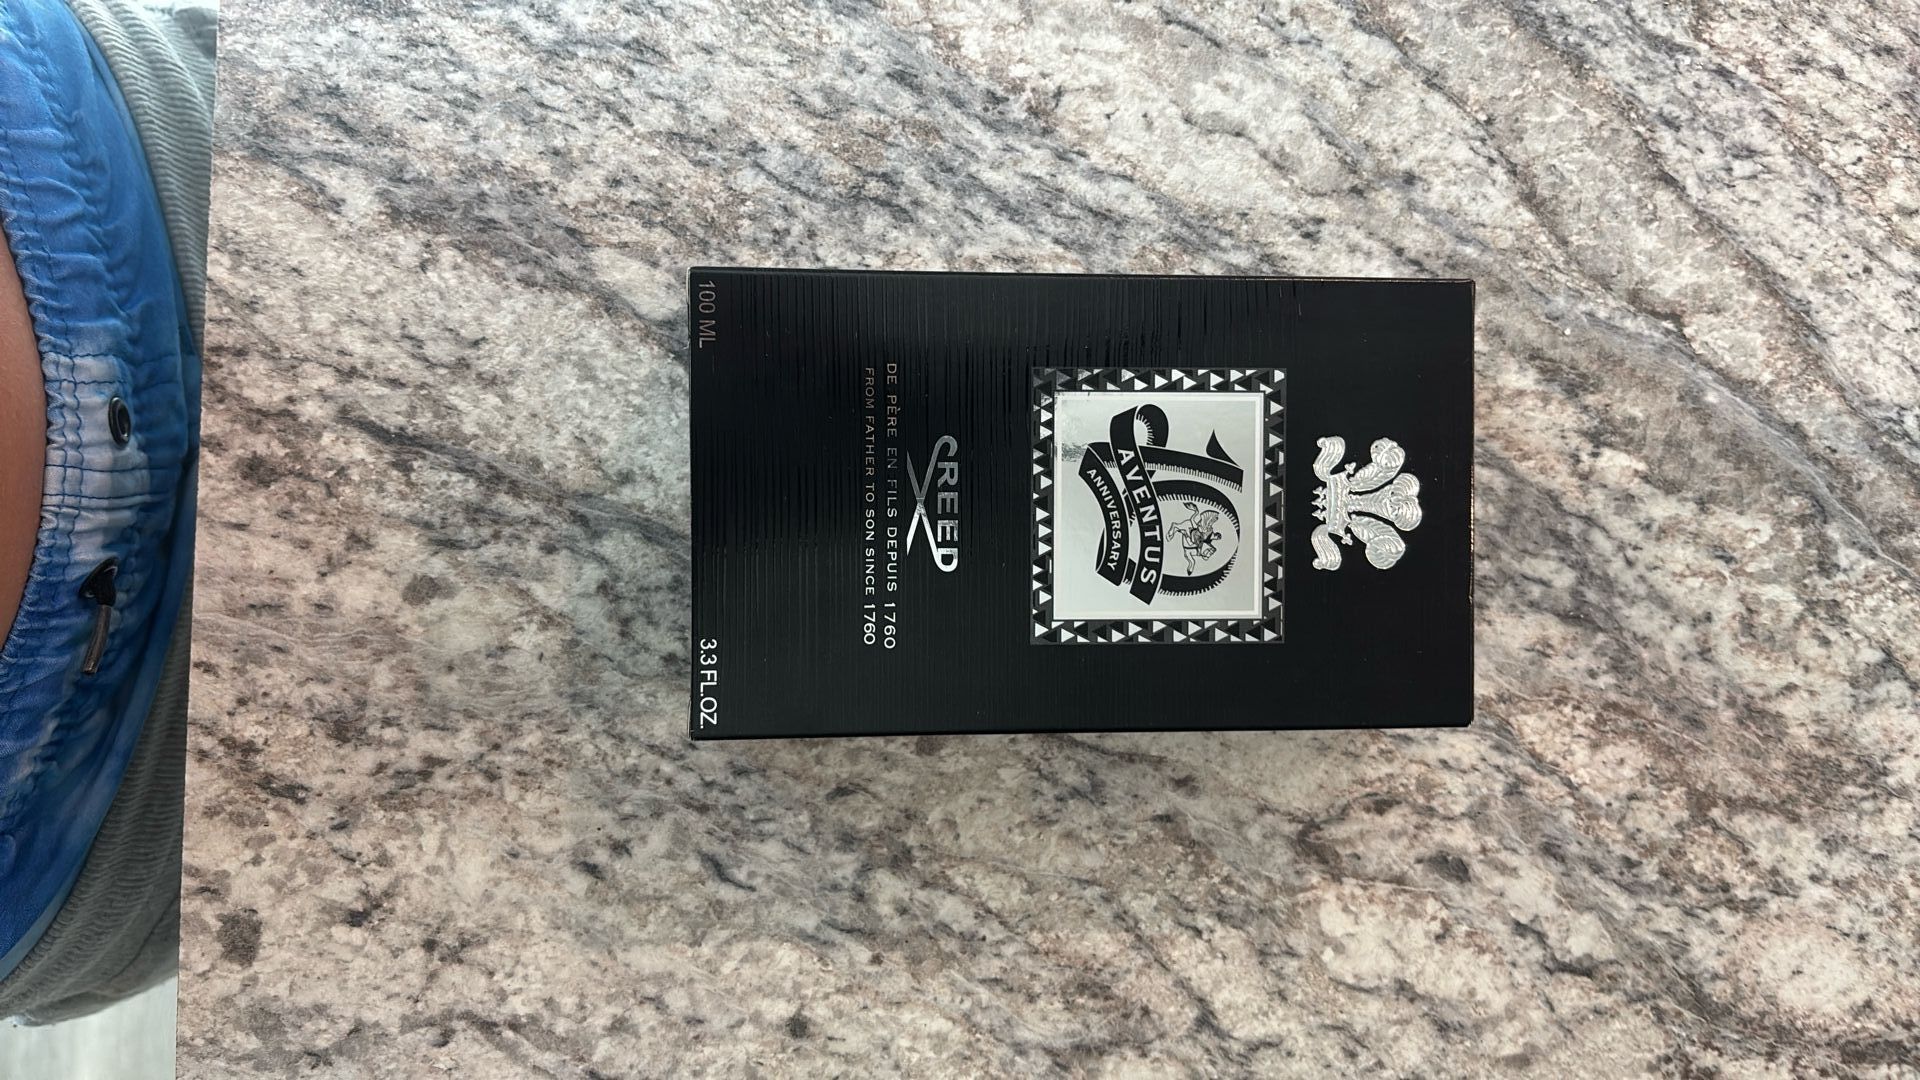 10
AVENTUS
ANNIVERSARY
CREED
DE PÈRE EN FILS DEPUIS 1760
FROM FATHER TO SON SINCE 1760
100 ML 3.3 FL.OZ.